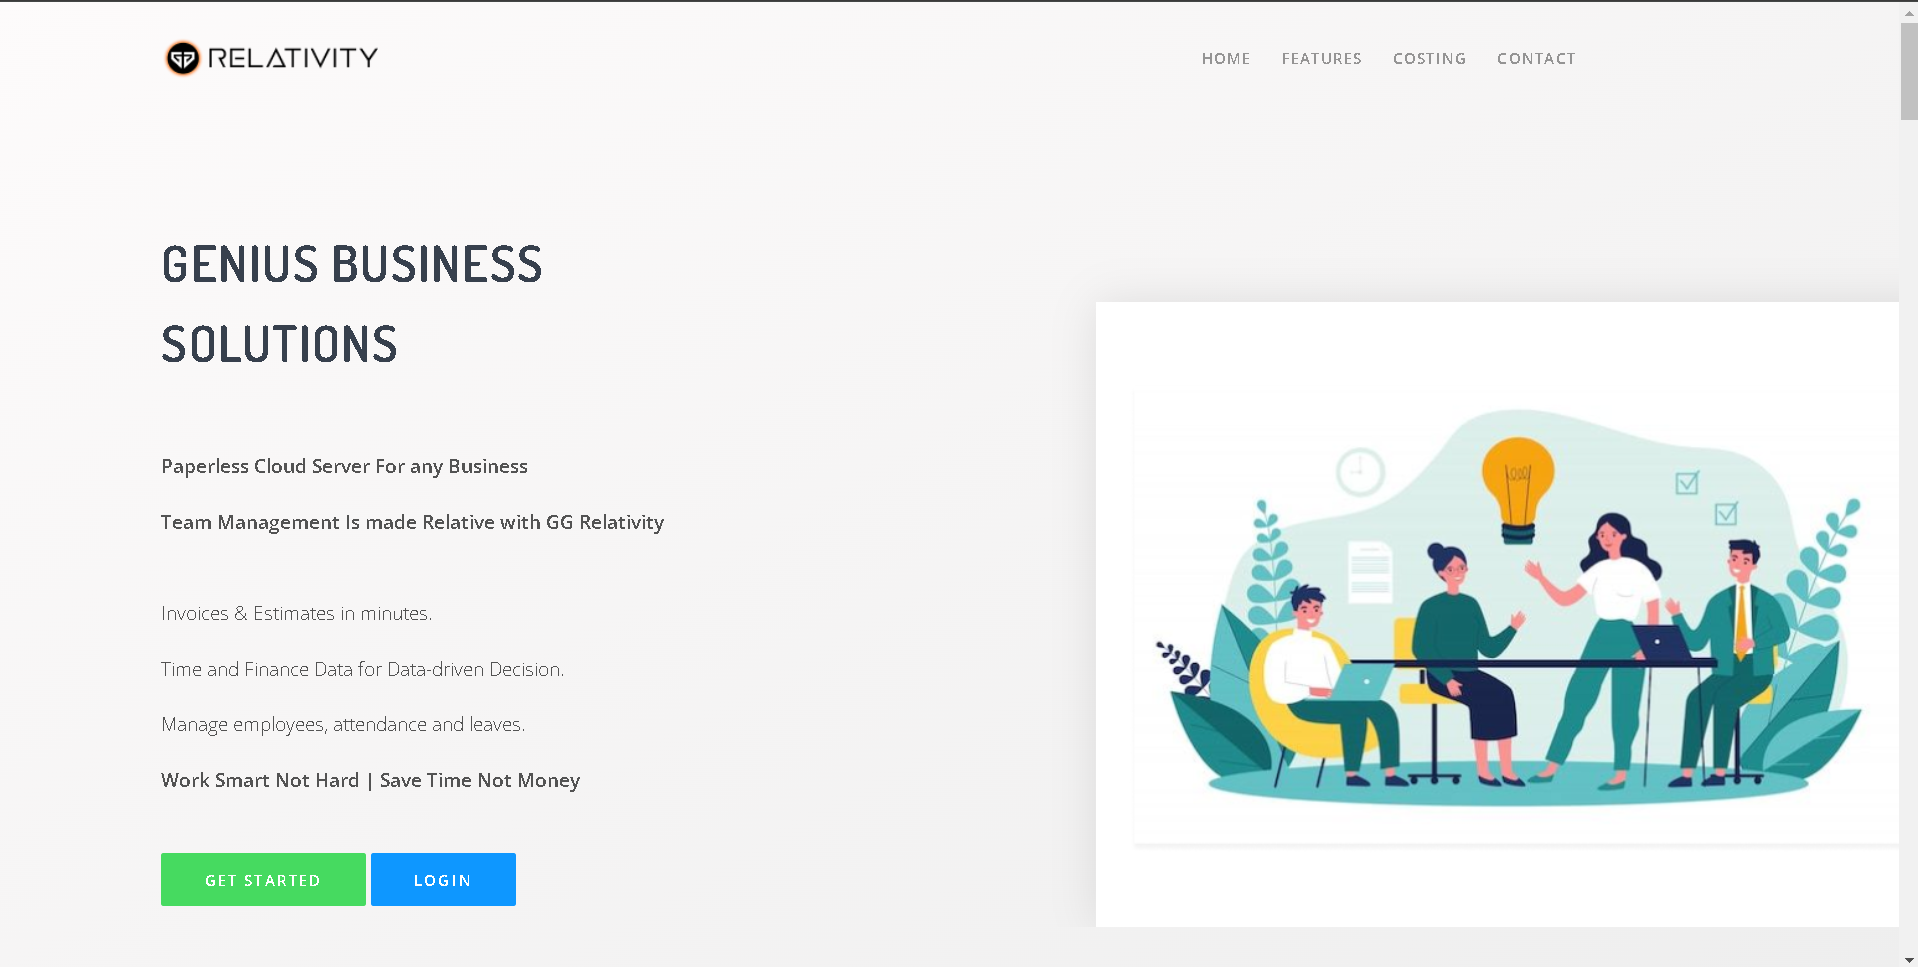 GG RELATIVITY
HOME FEATURES COSTING CONTACT
GENIUS BUSINESS
SOLUTIONS
Paperless Cloud Server For any Business
Team Management Is made Relative with GG Relativity
Invoices & Estimates in minutes.
Time and Finance Data for Data-driven Decision.
Manage employees, attendance and leaves.
Work Smart Not Hard | Save Time Not Money
GET STARTED LOGIN